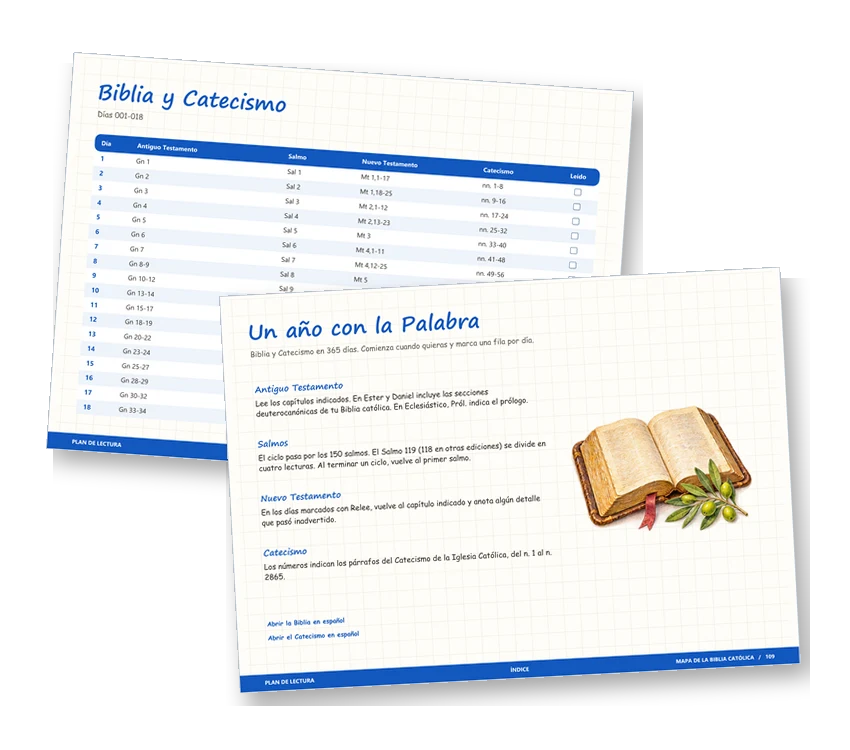 Biblia y Catecismo
Días 001-018
Día Antiguo Testamento Salmo Nuevo Testamento Catecismo Leído
1 Gn 1 Sal 1 Mt 1,1-17 nn. 1-8
2 Gn 2 Sal 2 Mt 1,18-25 nn. 9-16
3 Gn 3 Sal 3 Mt 2,1-12 nn. 17-24
4 Gn 4 Sal 4 Mt 2,13-23 nn. 25-32
5 Gn 5 Sal 5 Mt 3 nn. 33-40
6 Gn 6 Sal 6 Mt 4,1-11 nn. 41-48
7 Gn 7 Sal 7 Mt 4,12-25 nn. 49-56
8 Gn 8-9 Sal 8 Mt 5
9 Gn 10-12 Sal 9
10 Gn 13-14
11 Gn 15-17
12 Gn 18-19
13 Gn 20-22
14 Gn 23-24
15 Gn 25-27
16 Gn 28-29
17 Gn 30-32
18 Gn 33-34
PLAN DE LECTURA
Un año con la Palabra
Biblia y Catecismo en 365 días. Comienza cuando quieras y marca una fila por día.
Antiguo Testamento
Lee los capítulos indicados. En Ester y Daniel incluye las secciones
deuterocanónicas de tu Biblia católica. En Eclesiástico, Pról. indica el prólogo.
Salmos
El ciclo pasa por los 150 salmos. El Salmo 119 (118 en otras ediciones) se divide en
cuatro lecturas. Al terminar un ciclo, vuelve al primer salmo.
Nuevo Testamento
En los días marcados con Relee, vuelve al capítulo indicado y anota algún detalle
que pasó inadvertido.
Catecismo
Los números indican los párrafos del Catecismo de la Iglesia Católica, del n. 1 al n.
2865.
Abrir la Biblia en español
Abrir el Catecismo en español
PLAN DE LECTURA ÍNDICE MAPA DE LA BIBLIA CATÓLICA / 109